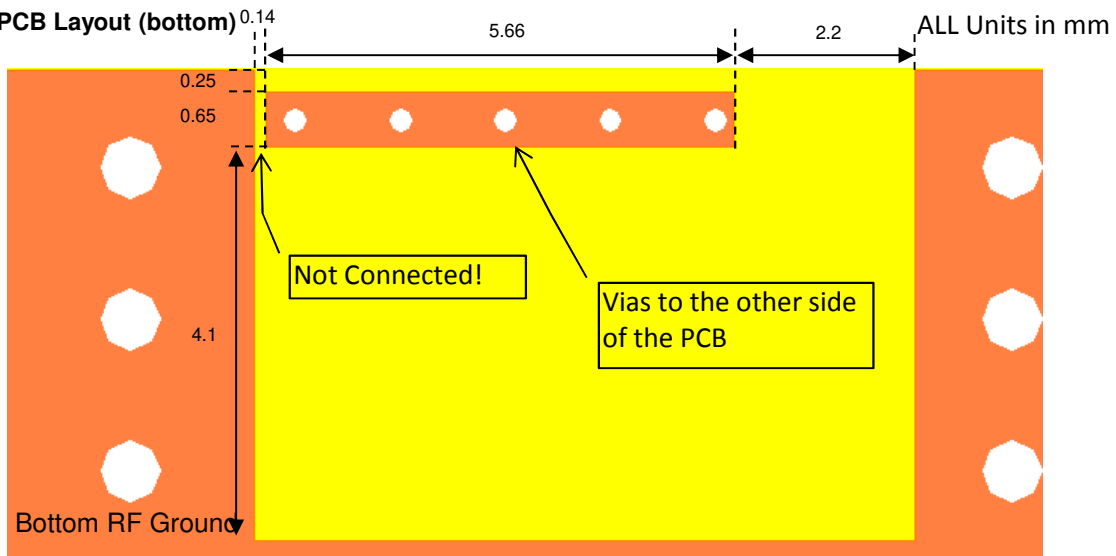 PCB Layout (bottom)
0.14
5.66
2.2
ALL Units in mm
0.25
0.65
Not Connected!
Vias to the other side
of the PCB
4.1
Bottom RF Ground